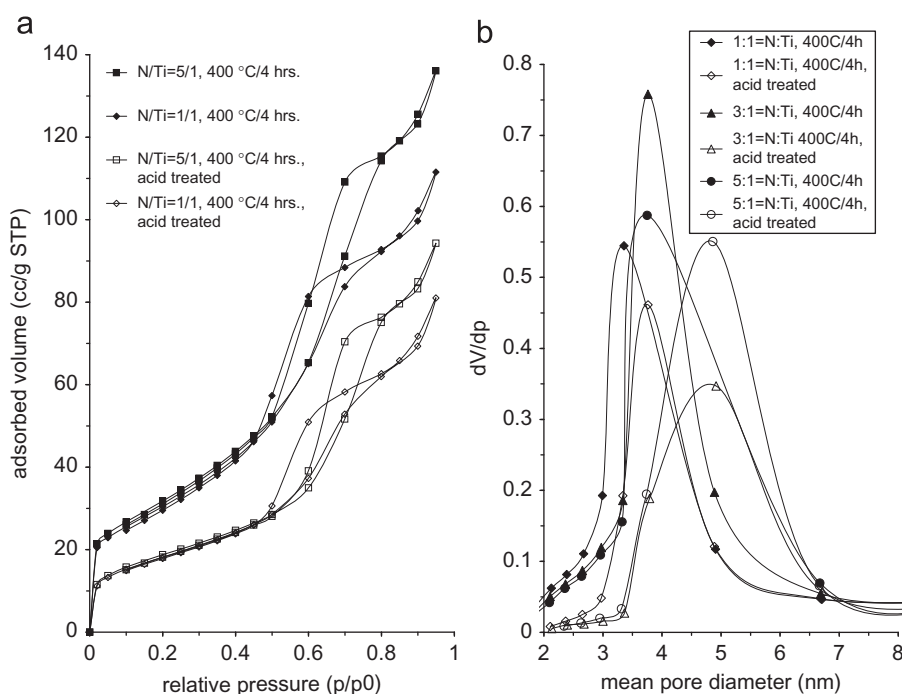 a
140
120
100
80
60
40
20
0
adsorbed volume (cc/g STP)
N/Ti=5/1, 400 °C/4 hrs.
N/Ti=1/1, 400 °C/4 hrs.
N/Ti=5/1, 400 °C/4 hrs.,
acid treated
N/Ti=1/1, 400 °C/4 hrs.,
acid treated
0 0.2 0.4 0.6 0.8 1
relative pressure (p/p0)
b
0.8
0.7
0.6
0.5
0.4
0.3
0.2
0.1
0
dV/dp
1:1=N:Ti, 400C/4h
1:1=N:Ti, 400C/4h,
acid treated
3:1=N:Ti, 400C/4h
3:1=N:Ti 400C/4h,
acid treated
5:1=N:Ti, 400C/4h
5:1=N:Ti, 400C/4h,
acid treated
2 3 4 5 6 7 8
mean pore diameter (nm)